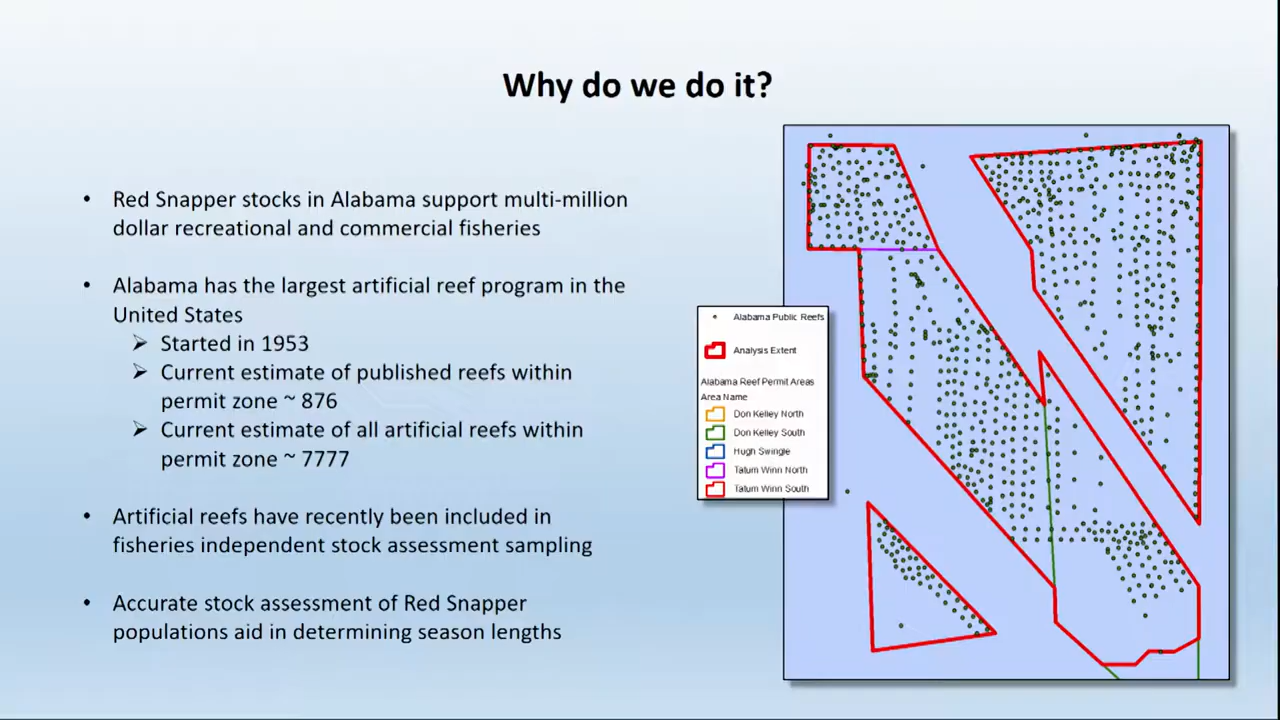 Why do we do it?
• Red Snapper stocks in Alabama support multi-million
dollar recreational and commercial fisheries
• Alabama has the largest artificial reef program in the
United States
➢ Started in 1953
➢ Current estimate of published reefs within
permit zone ~ 876
➢ Current estimate of all artificial reefs within
permit zone ~ 7777
• Artificial reefs have recently been included in
fisheries independent stock assessment sampling
• Accurate stock assessment of Red Snapper
populations aid in determining season lengths
Alabama Public Reefs
Analysis Extent
Alabama Reef Permit Areas
Area Name
Don Kelley North
Don Kelley South
Hugh Swingle
Tatum Winn North
Tatum Winn South